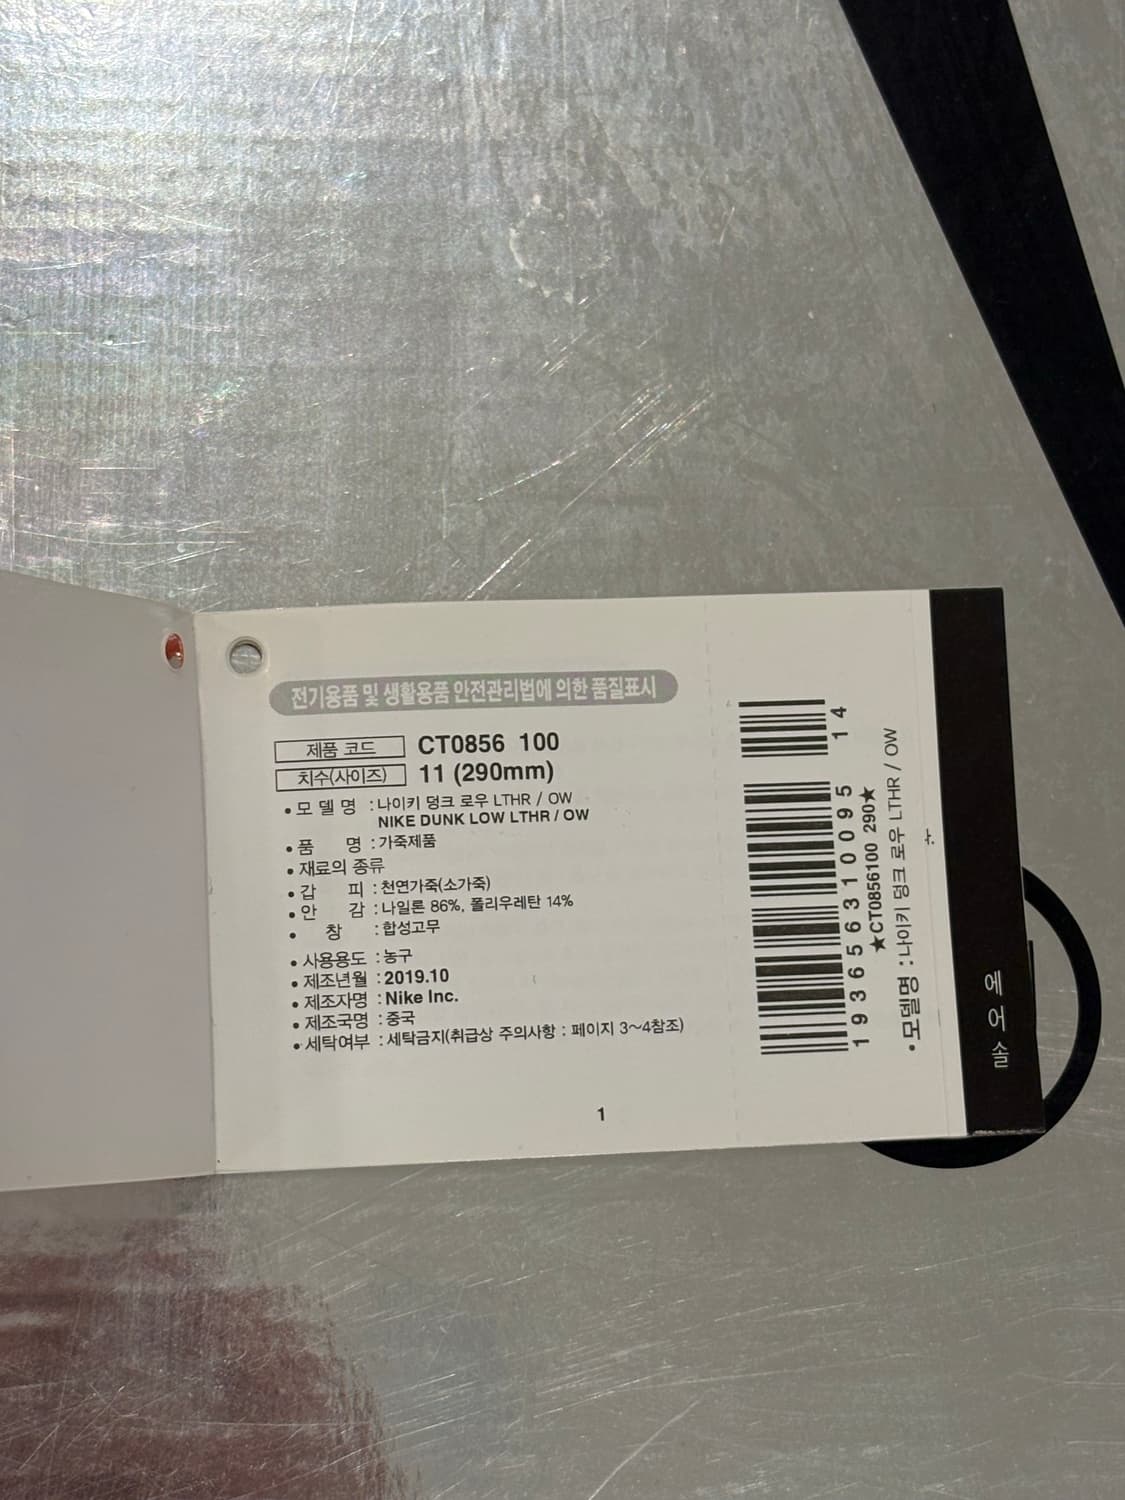 전기용품 및 생활용품 안전관리법에 의한 품질표시
제품 코드 CT0856 100
치수(사이즈) 11 (290mm)
• 모 델 명 : 나이키 덩크 로우 LTHR / OW
NIKE DUNK LOW LTHR / OW
• 품 명 : 가죽제품
• 재료의 종류
• 갑 피 : 천연가죽(소가죽)
• 안 감 : 나일론 86%, 폴리우레탄 14%
• 창 : 합성고무
• 사용용도 : 농구
• 제조년월 : 2019.10
• 제조자명 : Nike Inc.
• 제조국명 : 중국
• 세탁여부 : 세탁금지(취급상 주의사항 : 페이지 3~4참조)
1
193656310095 14
★CT0856100 290★
• 모델명 : 나이키 덩크 로우 LTHR / OW
에어솔